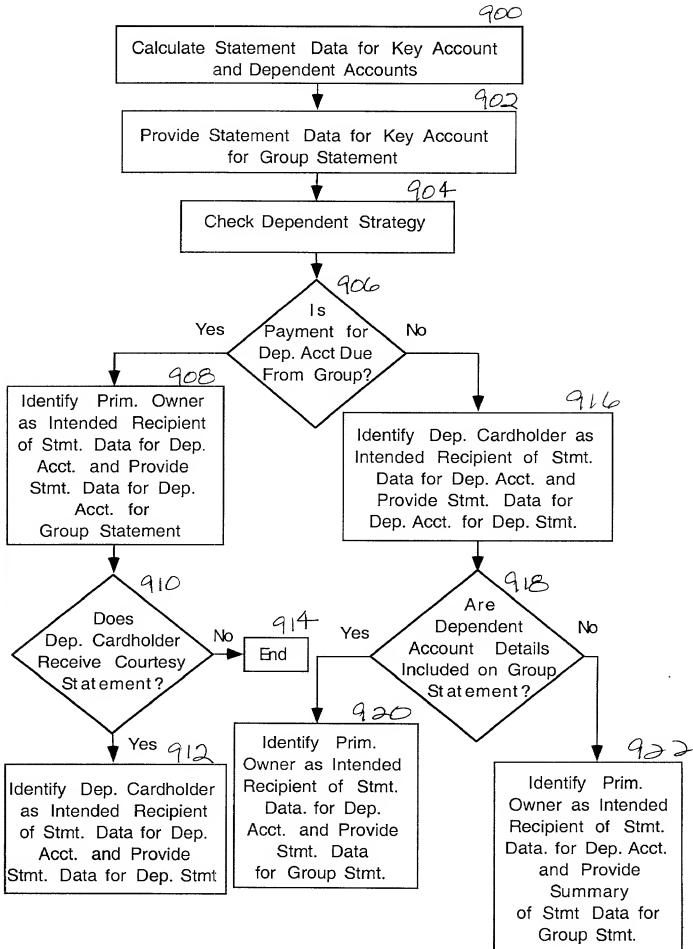 900
Calculate Statement Data for Key Account
and Dependent Accounts
902
Provide Statement Data for Key Account
for Group Statement
904
Check Dependent Strategy
906
Is
Payment for
Dep. Acct Due
From Group?
Yes
No
908
Identify Prim. Owner
as Intended Recipient
of Stmt. Data for Dep.
Acct. and Provide
Stmt. Data for Dep.
Acct. for
Group Statement
916
Identify Dep. Cardholder as
Intended Recipient of Stmt.
Data for Dep. Acct. and
Provide Stmt. Data for
Dep. Acct. for Dep. Stmt.
910
Does
Dep. Cardholder
Receive Courtesy
Statement?
No
914
End
Yes
912
Identify Dep. Cardholder
as Intended Recipient
of Stmt. Data for Dep.
Acct. and Provide
Stmt. Data for Dep. Stmt
918
Are
Dependent
Account Details
Included on Group
Statement?
Yes
No
920
Identify Prim.
Owner as Intended
Recipient of Stmt.
Data. for Dep.
Acct. and Provide
Stmt. Data
for Group Stmt.
922
Identify Prim.
Owner as Intended
Recipient of Stmt.
Data. for Dep. Acct.
and Provide
Summary
of Stmt Data for
Group Stmt.